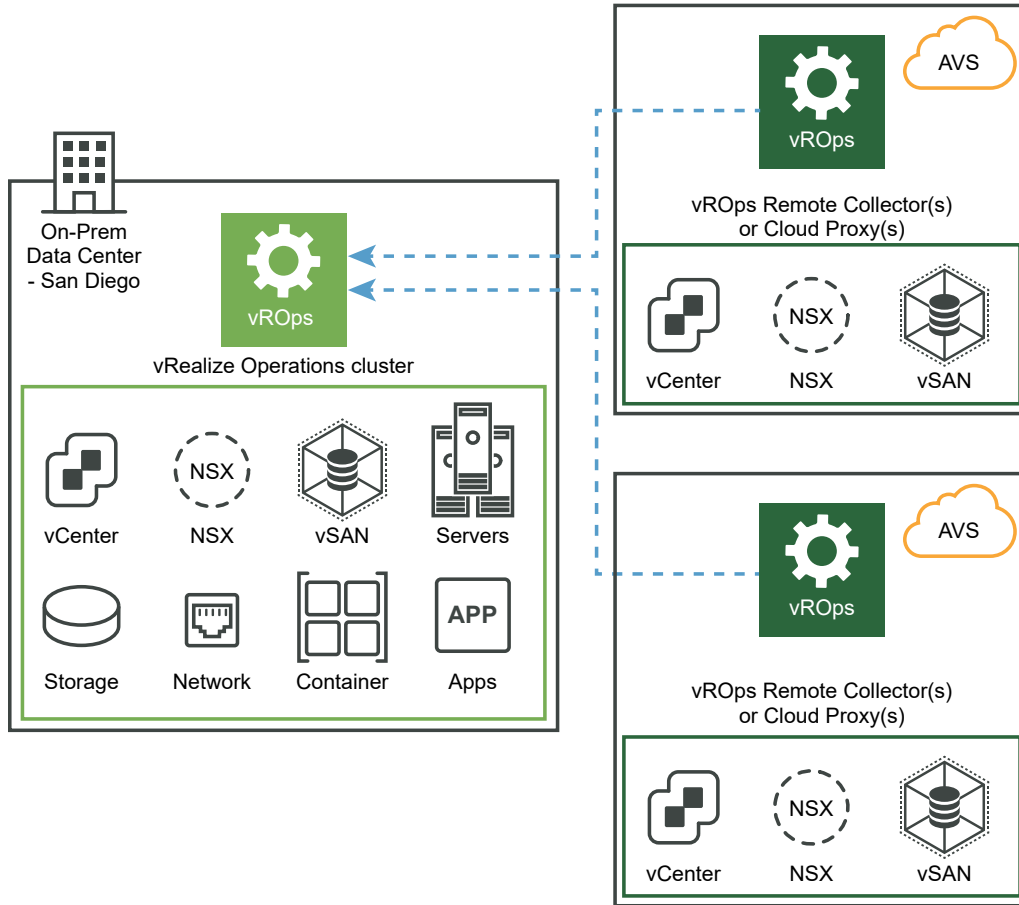 On-Prem
Data Center
- San Diego
vROps
vRealize Operations cluster
vCenter
NSX
NSX
vSAN
Servers
Storage
Network
Container
APP
Apps
AVS
vROps
vROps Remote Collector(s)
or Cloud Proxy(s)
vCenter
NSX
NSX
vSAN
AVS
vROps
vROps Remote Collector(s)
or Cloud Proxy(s)
vCenter
NSX
NSX
vSAN